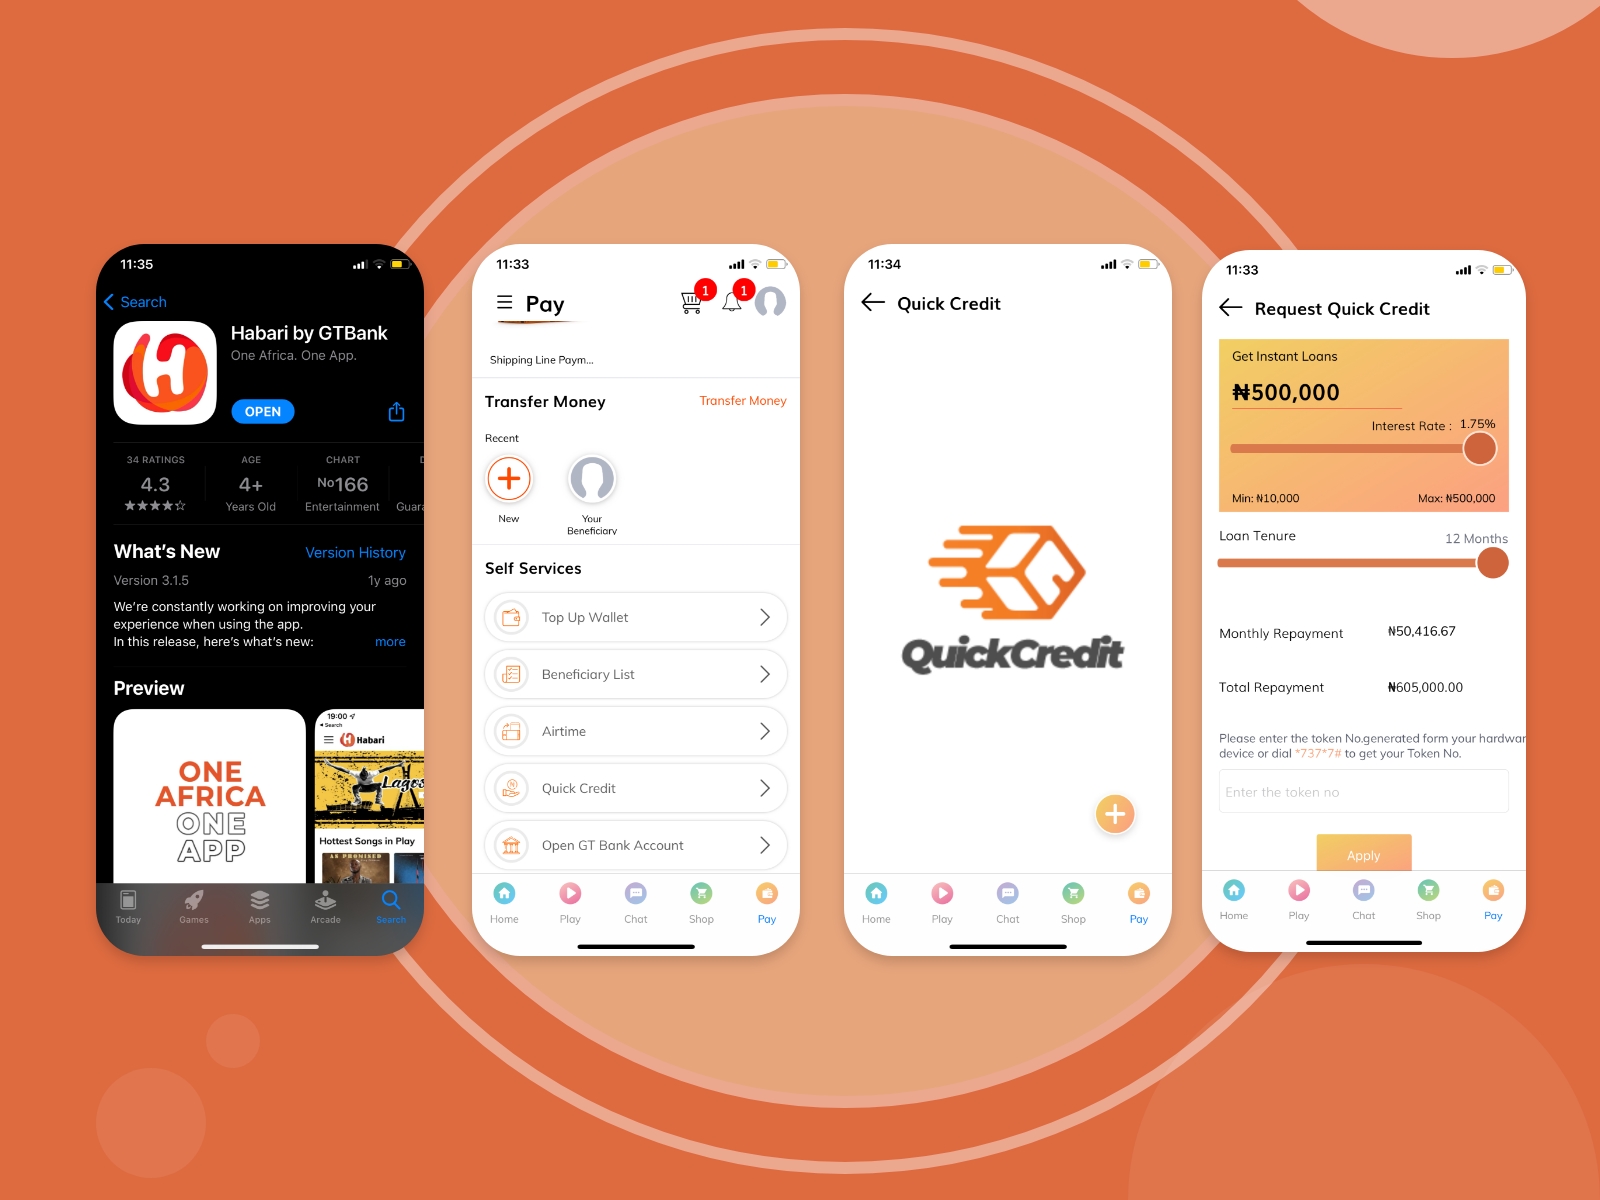 11:35
Search
Habari by GTBank
One Africa. One App.
OPEN
34 RATINGS
AGE
CHART
4.3
4+
No166
★★★★☆
Years Old
Entertainment
What's New
Version History
Version 3.1.5
1y ago
We're constantly working on improving your
experience when using the app.
In this release, here's what's new:
more
Preview
ONE
AFRICA
ONE
APP
19:00
Search
Habari
Lagos
Hottest Songs in Play
AS PROMISED
Today
Games
Apps
Arcade
Search
11:33
Pay
1
1
Shipping Line Paym...
Transfer Money
Transfer Money
Recent
New
Your
Beneficiary
Self Services
Top Up Wallet
Beneficiary List
Airtime
Quick Credit
Open GT Bank Account
Home
Play
Chat
Shop
Pay
11:34
Quick Credit
QuickCredit
Home
Play
Chat
Shop
Pay
11:33
Request Quick Credit
Get Instant Loans
₦500,000
Interest Rate : 1.75%
Min: ₦10,000
Max: ₦500,000
Loan Tenure
12 Months
Monthly Repayment
₦50,416.67
Total Repayment
₦605,000.00
Please enter the token No.generated form your hardwar
device or dial *737*7# to get your Token No.
Enter the token no
Apply
Home
Play
Chat
Shop
Pay